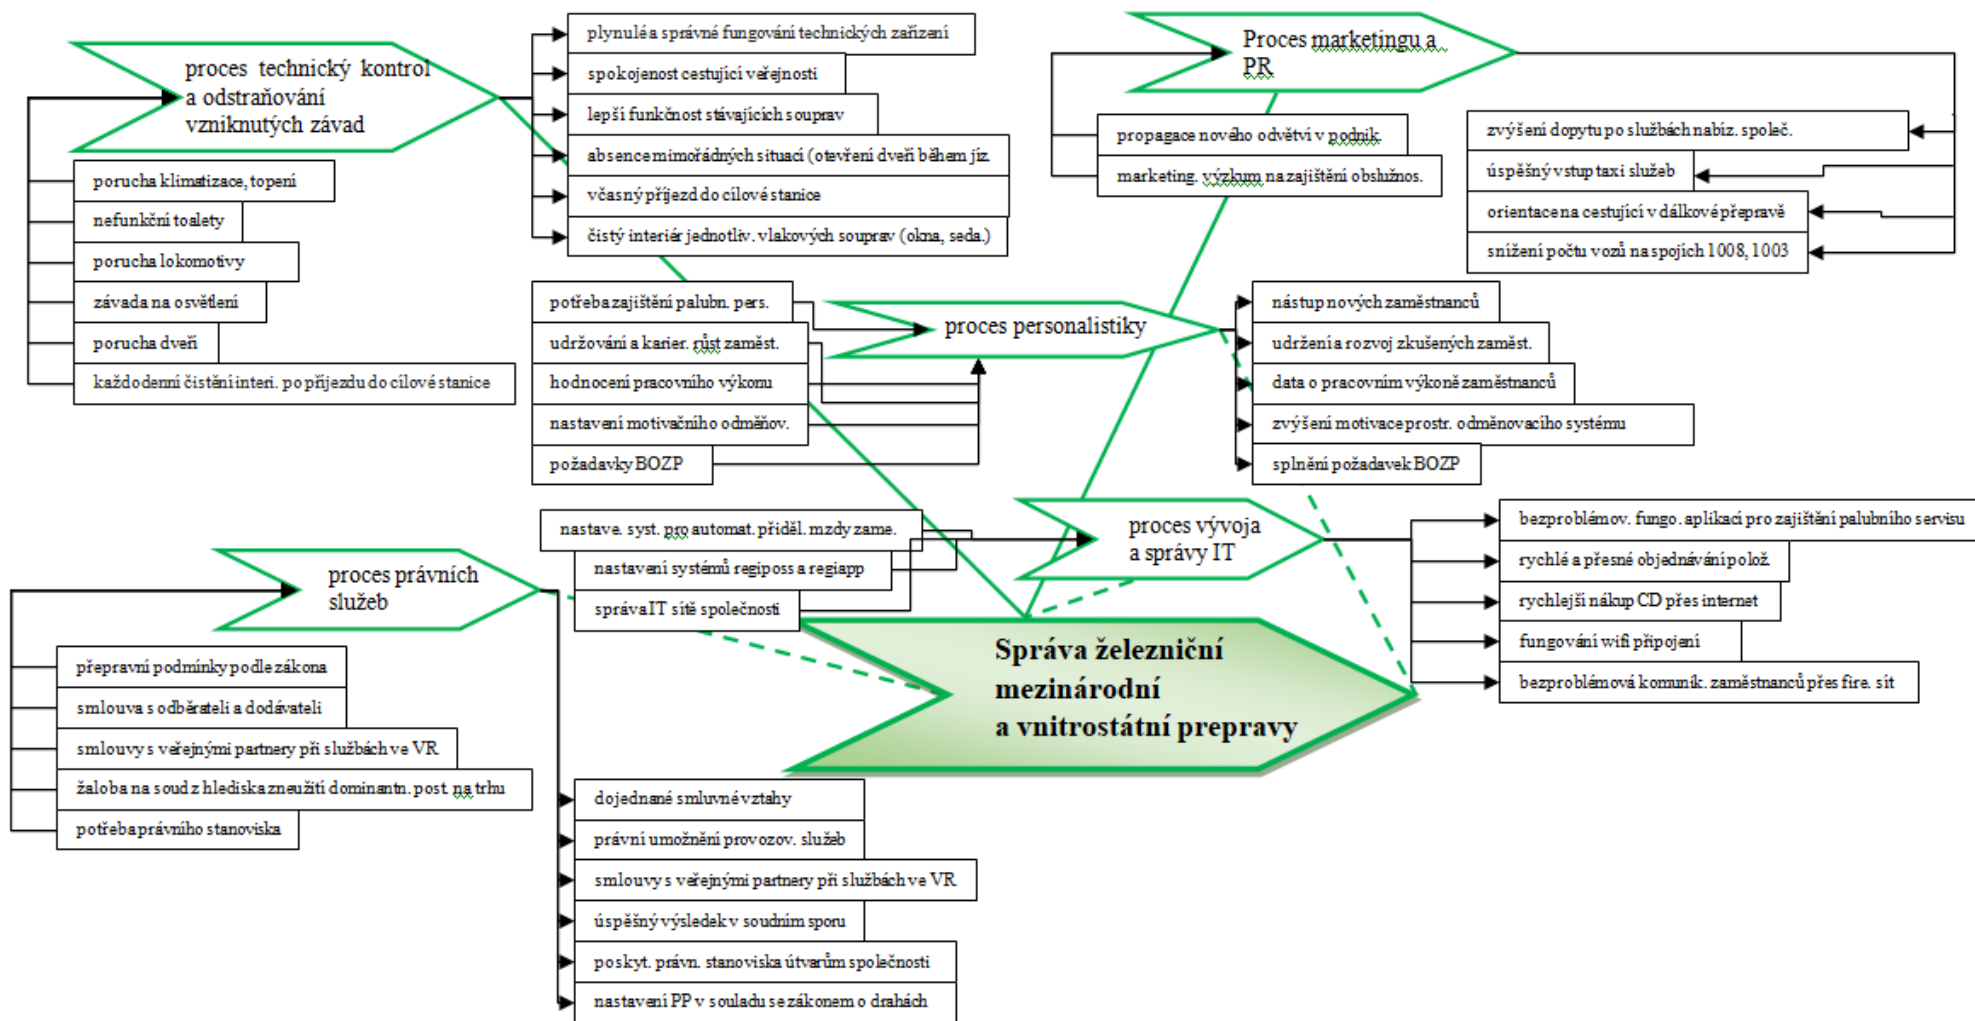 proces technický kontrol
a odstraňování
vzniknutých závad
porucha klimatizace, topení
nefunkční toalety
porucha lokomotivy
závada na osvětlení
porucha dveří
každodenní čistění interi. po příjezdu do cílové stanice
plynulé a správné fungování technických zařízení
spokojenost cestující veřejnosti
lepší funkčnost stávajících souprav
absence mimořádných situací (otevření dveří během jíz.
včasný příjezd do cílové stanice
čistý interiér jednotliv. vlakových souprav (okna, seda.)
Proces marketingu a
PR
propagace nového odvětví v podnik.
marketing. výzkum na zajištění obslužnos.
zvýšení dopytu po službách nabíz. společ.
úspěšný vstup taxi služeb
orientace na cestující v dálkové přepravě
snížení počtu vozů na spojích 1008, 1003
potřeba zajištění palubn. pers.
udržování a karier. růst zaměst.
hodnocení pracovního výkonu
nastavení motivačního odměňov.
požadavky BOZP
proces personalistiky
nástup nových zaměstnanců
udržení a rozvoj zkušených zaměst.
data o pracovním výkoně zaměstnanců
zvýšení motivace prostr. odměnovacího systému
splnění požadavek BOZP
nastave. syst. pro automat. příděl. mzdy zame.
nastavení systémů regiposs a regiapp
správa IT sítě společnosti
proces vývoja
a správy IT
bezproblémov. fungo. aplikací pro zajištění palubního servisu
rychlé a přesné objednávání polož.
rychlejší nákup CD přes internet
fungování wifi připojení
bezproblémová komunik. zaměstnanců přes fire. sít
proces právních
služeb
přepravní podmínky podle zákona
smlouva s odběrateli a dodávateli
smlouvy s veřejnými partnery při službách ve VR
žaloba na soud z hlediska zneužití dominantn. post. na trhu
potřeba právního stanoviska
dojednané smluvné vztahy
právní umožnění provozov. služeb
smlouvy s veřejnými partnery při službách ve VR
úspěšný výsledek v soudním sporu
poskyt. právn. stanoviska útvarům společnosti
nastavení PP v souladu se zákonem o drahách
Správa železniční
mezinárodní
a vnitrostátní prepravy